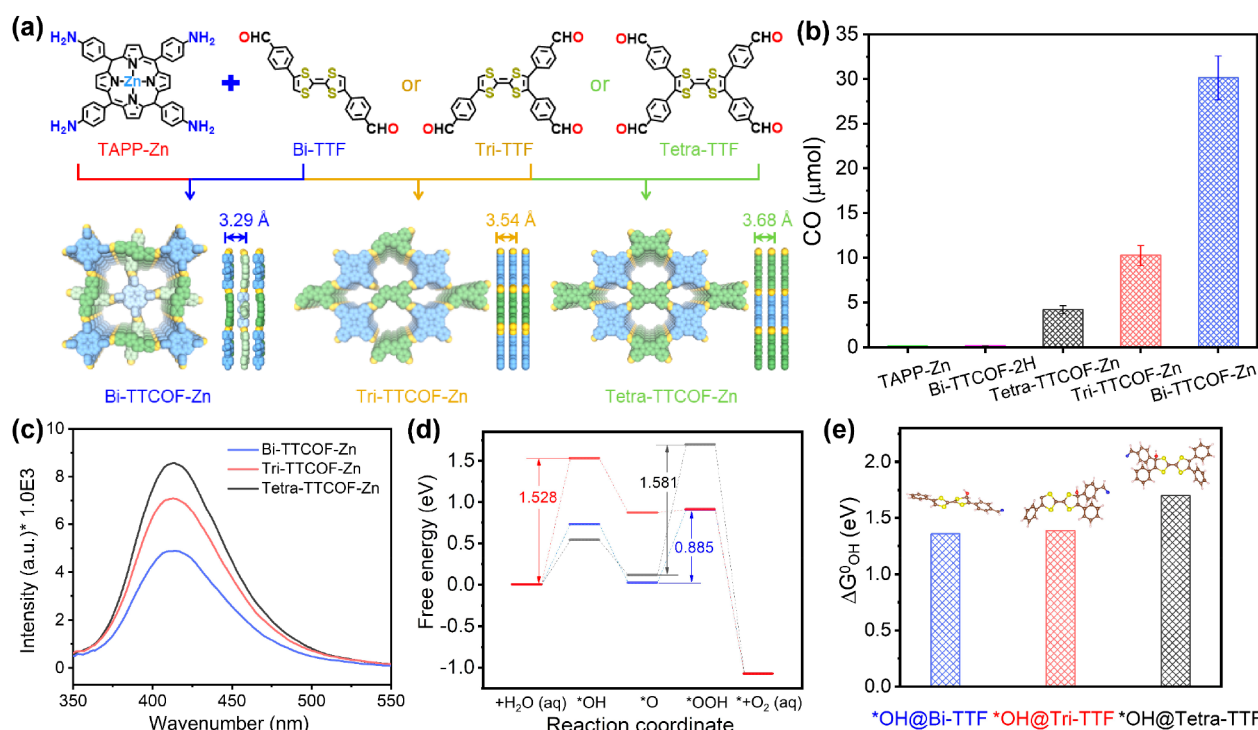 (a)
H₂N
NH₂
N
N Zn N
N
H₂N
NH₂
TAPP-Zn
+
CHO
S S
S S
CHO
Bi-TTF
or
CHO
S S
S S
CHO
CHO
Tri-TTF
or
CHO
CHO
S S
S S
CHO
CHO
Tetra-TTF
3.29 Å
3.54 Å
3.68 Å
Bi-TTCOF-Zn
Tri-TTCOF-Zn
Tetra-TTCOF-Zn
(b)
CO (μmol)
35
30
25
20
15
10
5
0
TAPP-Zn
Bi-TTCOF-2H
Tetra-TTCOF-Zn
Tri-TTCOF-Zn
Bi-TTCOF-Zn
(c)
Intensity (a.u.)* 1.0E3
10
8
6
4
2
0
Bi-TTCOF-Zn
Tri-TTCOF-Zn
Tetra-TTCOF-Zn
350 400 450 500 550
Wavenumber (nm)
(d)
Free energy (eV)
1.5
1.0
0.5
0.0
-0.5
-1.0
1.528
1.581
0.885
+H₂O (aq) *OH *O *OOH *+O₂ (aq)
Reaction coordinate
(e)
ΔG⁰OH (eV)
2.0
1.5
1.0
0.5
0.0
*OH@Bi-TTF *OH@Tri-TTF *OH@Tetra-TTF